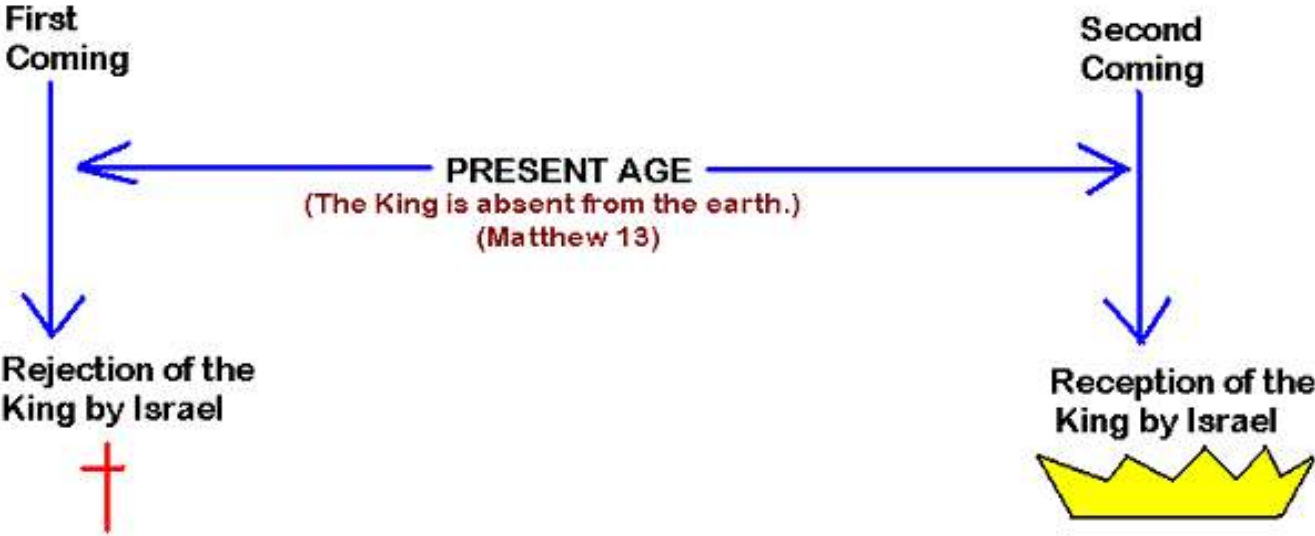 First
Coming
Second
Coming
PRESENT AGE
(The King is absent from the earth.)
(Matthew 13)
Rejection of the
King by Israel
Reception of the
King by Israel